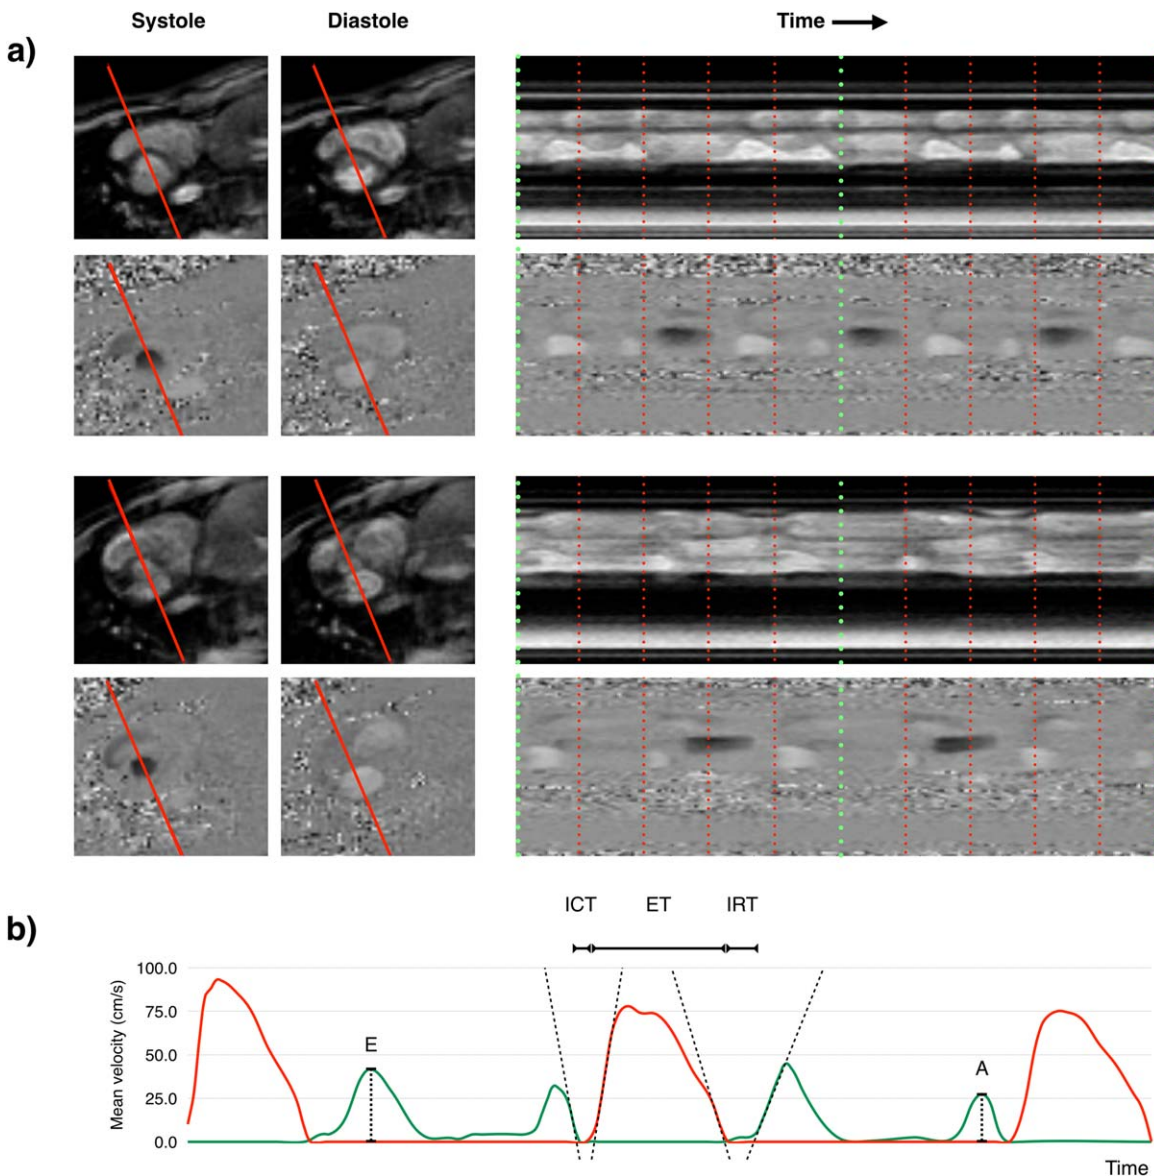 Systole Diastole Time
a)
ICT ET IRT
b)
100.0
75.0
50.0
25.0
0.0
Mean velocity (cm/s)
E
A
Time